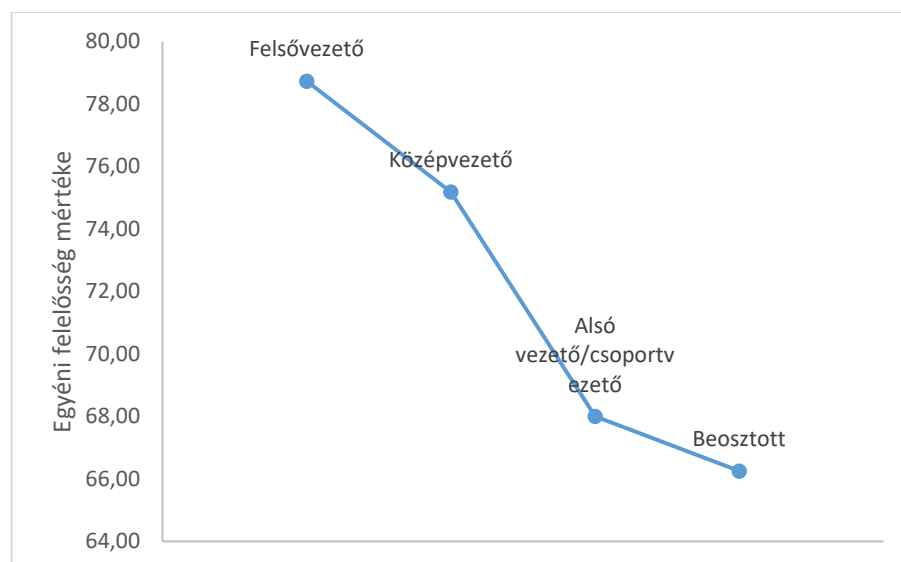 Egyéni felelősség mértéke
80,00
78,00
76,00
74,00
72,00
70,00
68,00
66,00
64,00
Felsővezető
Középvezető
Alsó
vezető/csoportv
ezető
Beosztott